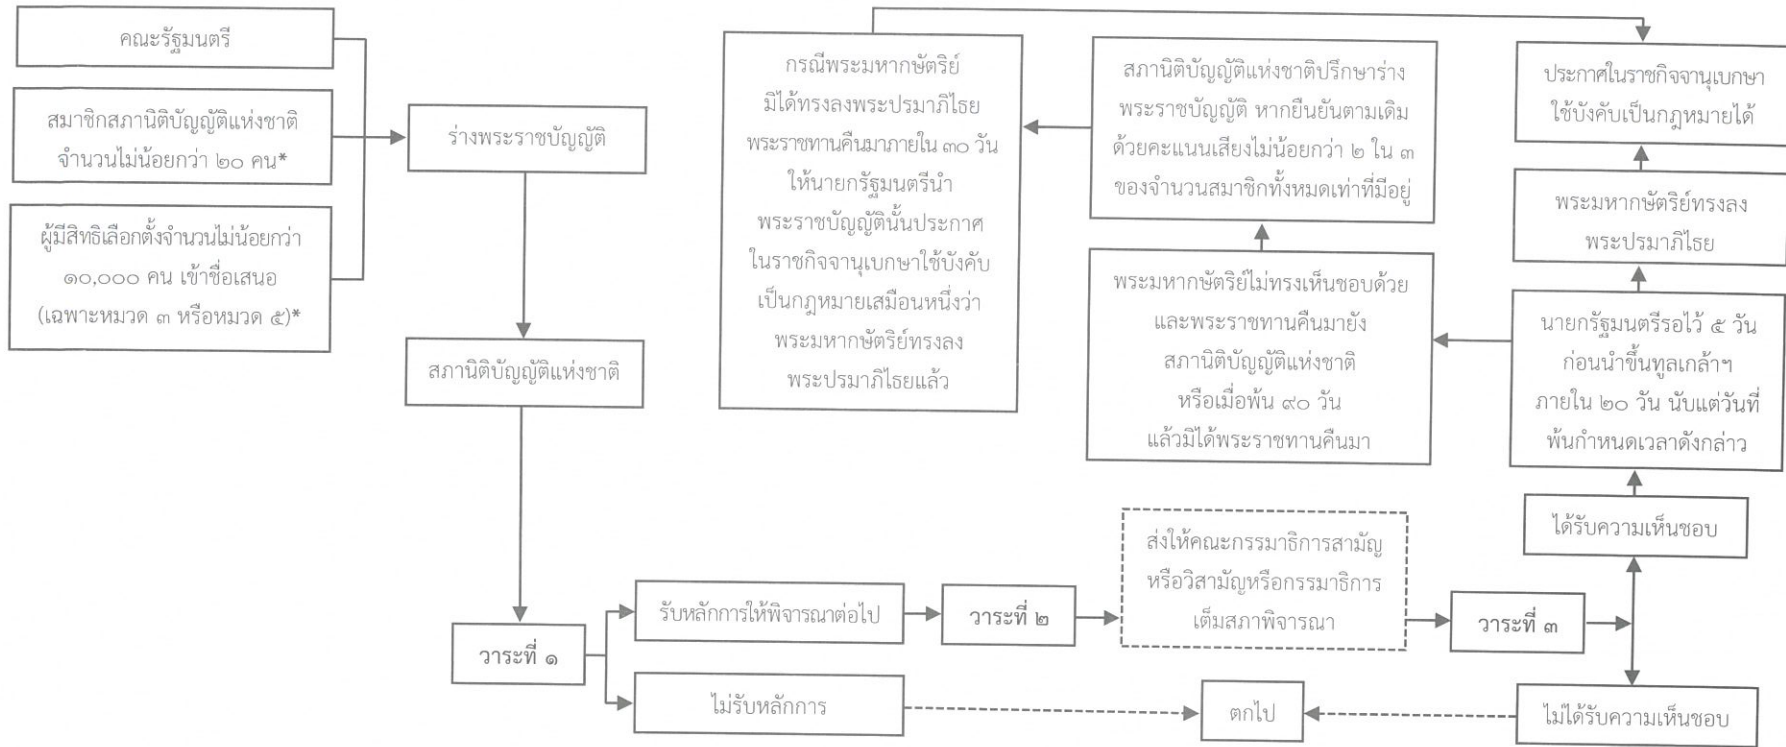 คณะรัฐมนตรี
สมาชิกสภานิติบัญญัติแห่งชาติ
จำนวนไม่น้อยกว่า ๒๐ คน*
ผู้มีสิทธิเลือกตั้งจำนวนไม่น้อยกว่า
๑๐,๐๐๐ คน เข้าชื่อเสนอ
(เฉพาะหมวด ๓ หรือหมวด ๕)*
ร่างพระราชบัญญัติ
สภานิติบัญญัติแห่งชาติ
วาระที่ ๑
รับหลักการให้พิจารณาต่อไป
ไม่รับหลักการ
วาระที่ ๒
ส่งให้คณะกรรมาธิการสามัญ
หรือวิสามัญหรือกรรมาธิการ
เต็มสภาพิจารณา
วาระที่ ๓
ตกไป
ไม่ได้รับความเห็นชอบ
ได้รับความเห็นชอบ
นายกรัฐมนตรีรอไว้ ๕ วัน
ก่อนนำขึ้นทูลเกล้าฯ
ภายใน ๒๐ วัน นับแต่วันที่
พ้นกำหนดเวลาดังกล่าว
พระมหากษัตริย์ทรงลง
พระปรมาภิไธย
ประกาศในราชกิจจานุเบกษา
ใช้บังคับเป็นกฎหมายได้
พระมหากษัตริย์ไม่ทรงเห็นชอบด้วย
และพระราชทานคืนมายัง
สภานิติบัญญัติแห่งชาติ
หรือเมื่อพ้น ๙๐ วัน
แล้วมิได้พระราชทานคืนมา
สภานิติบัญญัติแห่งชาติปรึกษาร่าง
พระราชบัญญัติ หากยืนยันตามเดิม
ด้วยคะแนนเสียงไม่น้อยกว่า ๒ ใน ๓
ของจำนวนสมาชิกทั้งหมดเท่าที่มีอยู่
กรณีพระมหากษัตริย์
มิได้ทรงลงพระปรมาภิไธย
พระราชทานคืนมาภายใน ๓๐ วัน
ให้นายกรัฐมนตรีนำ
พระราชบัญญัตินั้นประกาศ
ในราชกิจจานุเบกษาใช้บังคับ
เป็นกฎหมายเสมือนหนึ่งว่า
พระมหากษัตริย์ทรงลง
พระปรมาภิไธยแล้ว